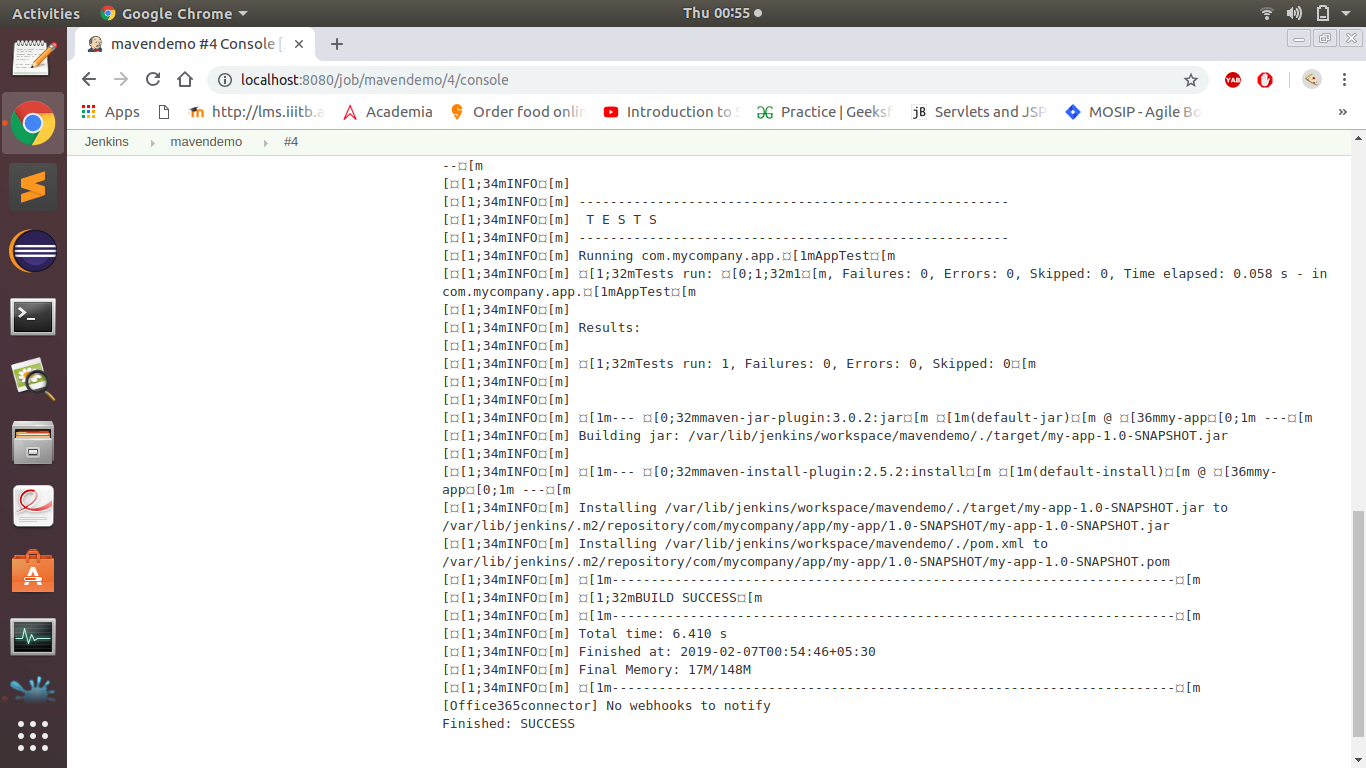 Activities Google Chrome Thu 00:55
mavendemo #4 Console [
localhost:8080/job/mavendemo/4/console YAB
Apps http://lms.iiitb.a Academia Order food onlin Introduction to S Practice | Geeksf jB Servlets and JSP MOSIP - Agile Bo »
Jenkins mavendemo #4
--¤[m
[¤[1;34mINFO¤[m]
[¤[1;34mINFO¤[m] -------------------------------------------------------
[¤[1;34mINFO¤[m]  T E S T S
[¤[1;34mINFO¤[m] -------------------------------------------------------
[¤[1;34mINFO¤[m] Running com.mycompany.app.¤[1mAppTest¤[m
[¤[1;34mINFO¤[m] ¤[1;32mTests run: ¤[0;1;32m1¤[m, Failures: 0, Errors: 0, Skipped: 0, Time elapsed: 0.058 s - in
com.mycompany.app.¤[1mAppTest¤[m
[¤[1;34mINFO¤[m]
[¤[1;34mINFO¤[m] Results:
[¤[1;34mINFO¤[m]
[¤[1;34mINFO¤[m] ¤[1;32mTests run: 1, Failures: 0, Errors: 0, Skipped: 0¤[m
[¤[1;34mINFO¤[m]
[¤[1;34mINFO¤[m]
[¤[1;34mINFO¤[m] ¤[1m--- ¤[0;32mmaven-jar-plugin:3.0.2:jar¤[m ¤[1m(default-jar)¤[m @ ¤[36mmy-app¤[0;1m ---¤[m
[¤[1;34mINFO¤[m] Building jar: /var/lib/jenkins/workspace/mavendemo/./target/my-app-1.0-SNAPSHOT.jar
[¤[1;34mINFO¤[m]
[¤[1;34mINFO¤[m] ¤[1m--- ¤[0;32mmaven-install-plugin:2.5.2:install¤[m ¤[1m(default-install)¤[m @ ¤[36mmy-
app¤[0;1m ---¤[m
[¤[1;34mINFO¤[m] Installing /var/lib/jenkins/workspace/mavendemo/./target/my-app-1.0-SNAPSHOT.jar to
/var/lib/jenkins/.m2/repository/com/mycompany/app/my-app/1.0-SNAPSHOT/my-app-1.0-SNAPSHOT.jar
[¤[1;34mINFO¤[m] Installing /var/lib/jenkins/workspace/mavendemo/./pom.xml to
/var/lib/jenkins/.m2/repository/com/mycompany/app/my-app/1.0-SNAPSHOT/my-app-1.0-SNAPSHOT.pom
[¤[1;34mINFO¤[m] ¤[1m------------------------------------------------------------------------¤[m
[¤[1;34mINFO¤[m] ¤[1;32mBUILD SUCCESS¤[m
[¤[1;34mINFO¤[m] ¤[1m------------------------------------------------------------------------¤[m
[¤[1;34mINFO¤[m] Total time: 6.410 s
[¤[1;34mINFO¤[m] Finished at: 2019-02-07T00:54:46+05:30
[¤[1;34mINFO¤[m] Final Memory: 17M/148M
[¤[1;34mINFO¤[m] ¤[1m------------------------------------------------------------------------¤[m
[Office365connector] No webhooks to notify
Finished: SUCCESS